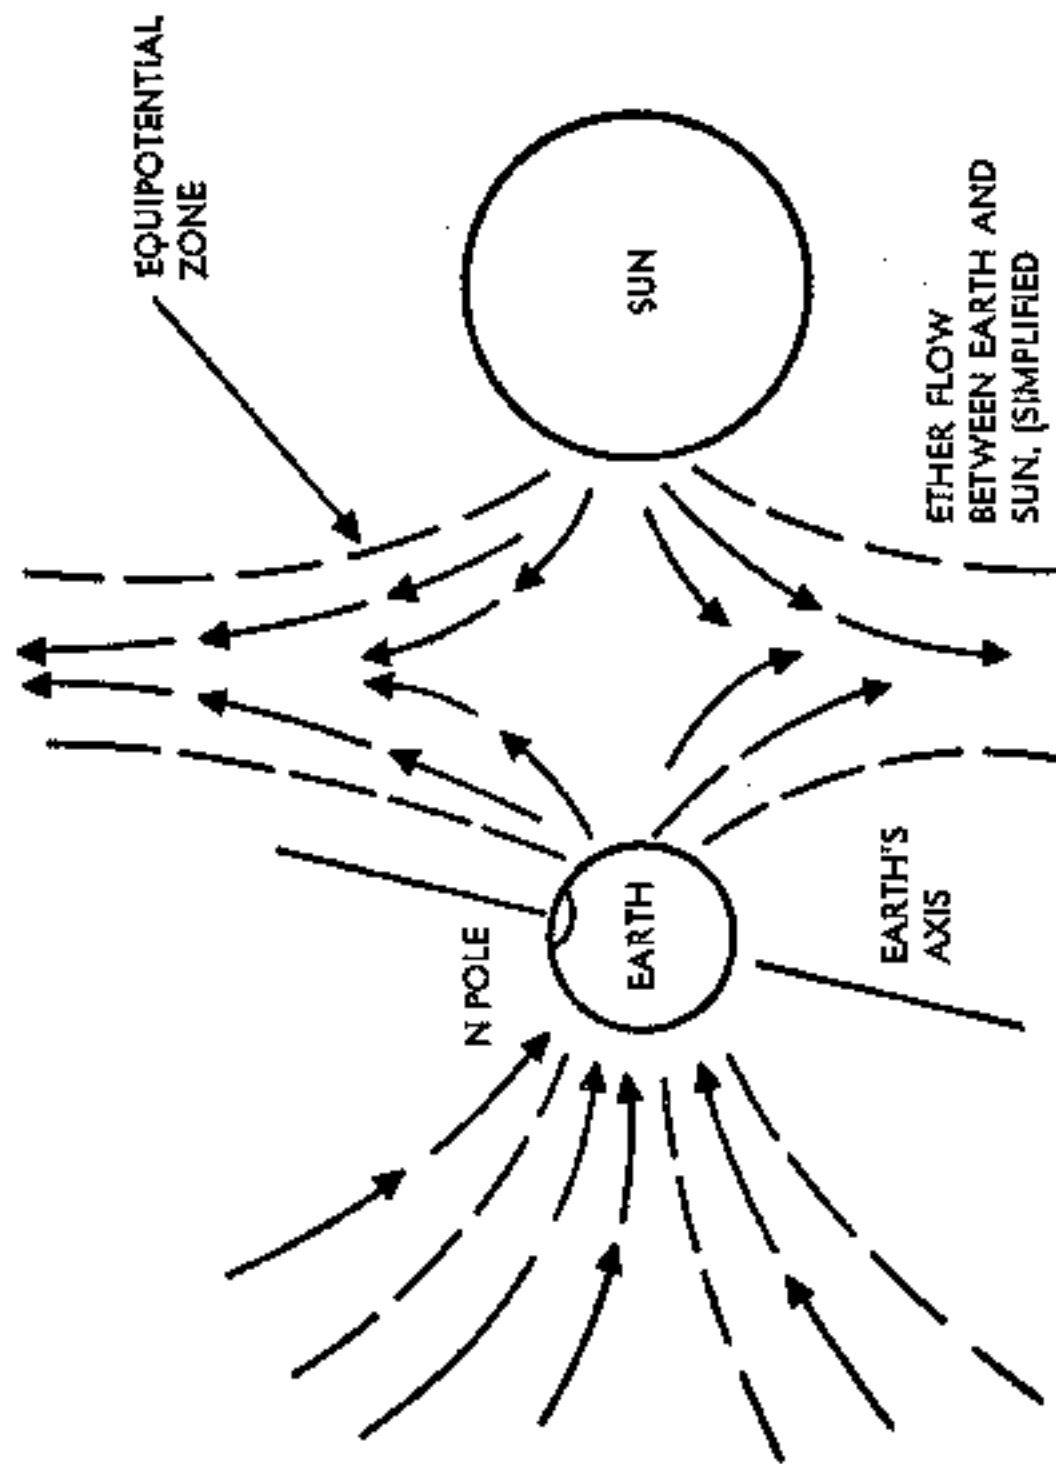 EQUIPOTENTIAL
ZONE
SUN
N POLE
EARTH
EARTH'S
AXIS
ETHER FLOW
BETWEEN EARTH AND
SUN. (SIMPLIFIED